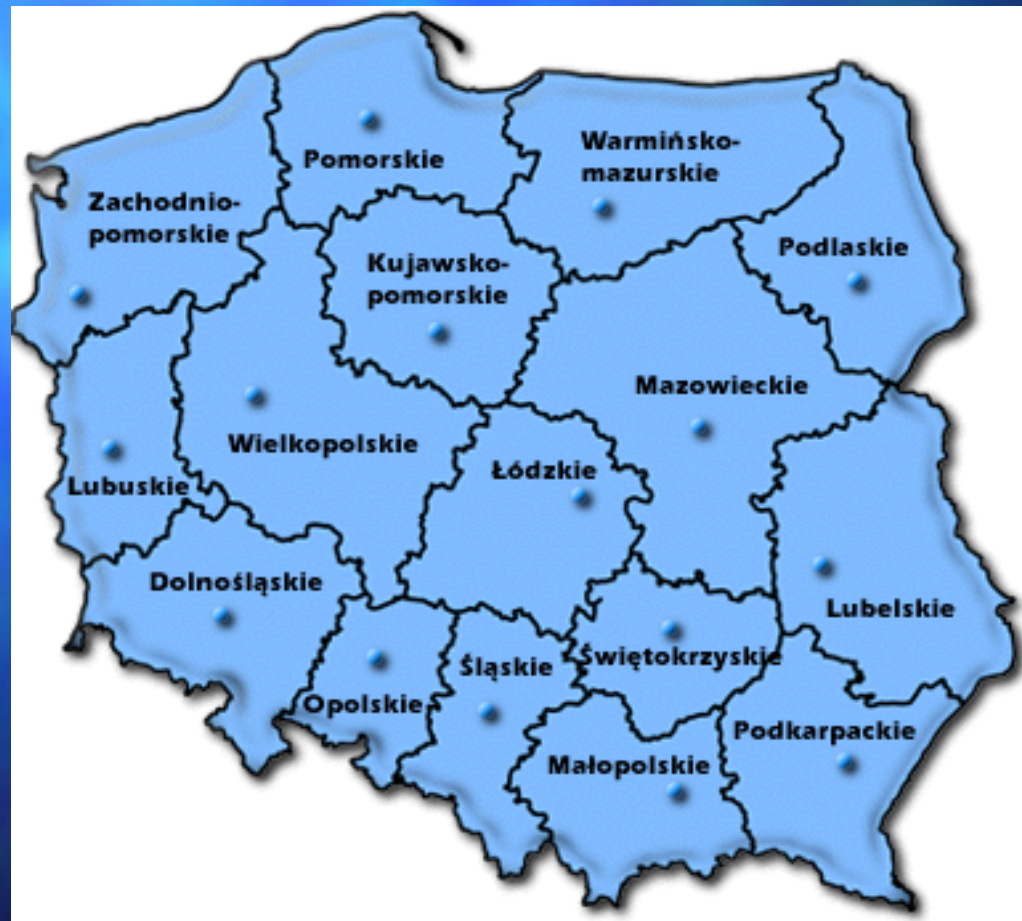 Pomorskie
Warmińsko-
mazurskie
Zachodnio-
pomorskie
Podlaskie
Kujawsko-
pomorskie
Mazowieckie
Wielkopolskie
Łódzkie
Lubuskie
Dolnośląskie
Lubelskie
Śląskie
Świętokrzyskie
Opolskie
Podkarpackie
Małopolskie